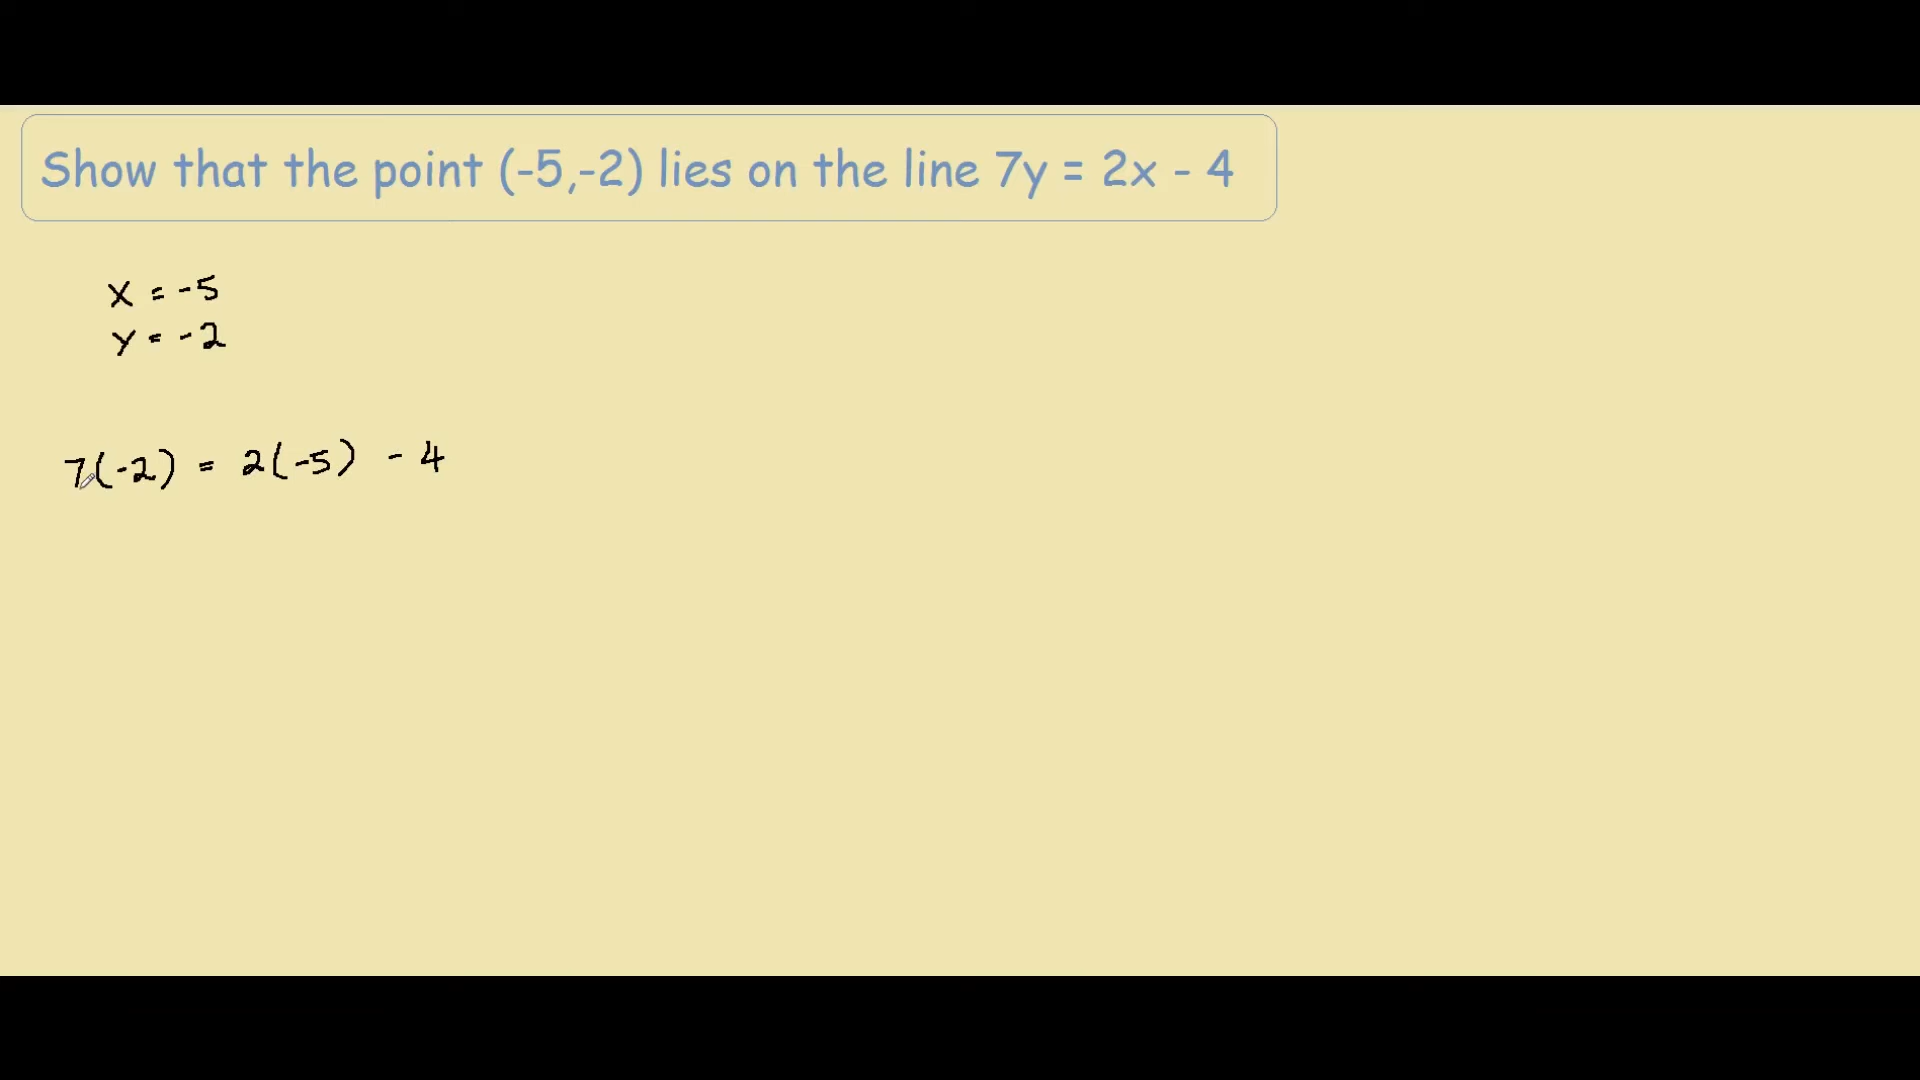 Show that the point (-5,-2) lies on the line 7y = 2x - 4
x = -5
y = -2
7(-2) = 2(-5) - 4